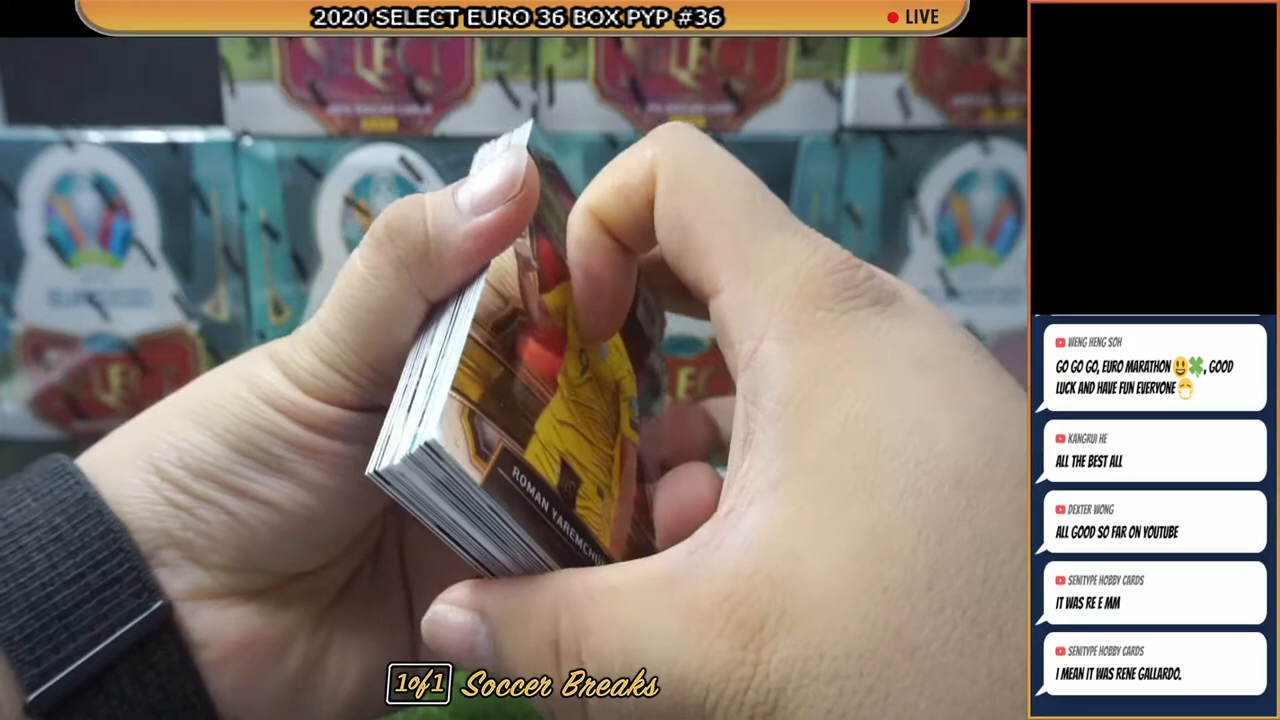 2020 SELECT EURO 36 BOX PYP #36
LIVE
ROMAN YAREMCHU
1of1 Soccer Breaks
WENG HENG SOH
GO GO GO, EURO MARATHON😃🍀, GOOD
LUCK AND HAVE FUN EVERYONE😷
KANGRUI HE
ALL THE BEST ALL
DEXTER WONG
ALL GOOD SO FAR ON YOUTUBE
SENITYPE HOBBY CARDS
IT WAS RE E MM
SENITYPE HOBBY CARDS
I MEAN IT WAS RENE GALLARDO.